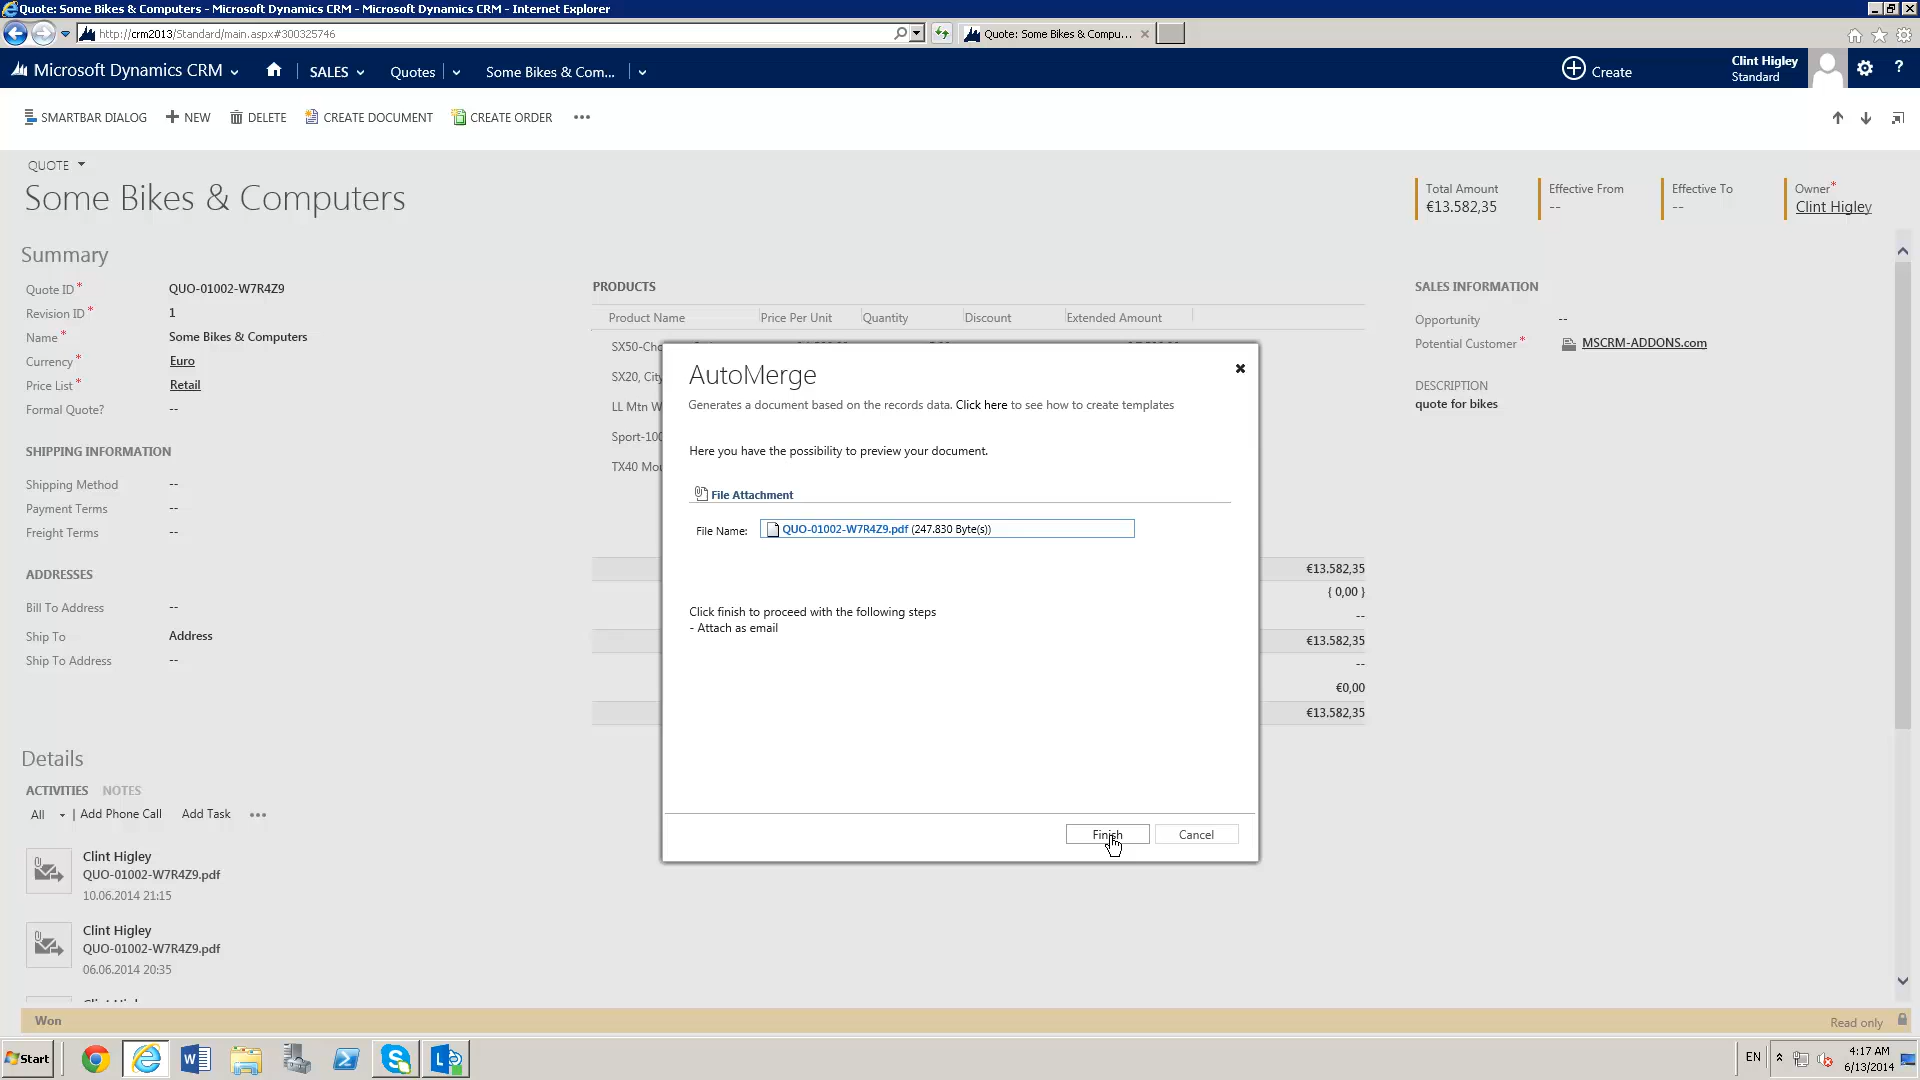 Quote: Some Bikes & Computers - Microsoft Dynamics CRM - Microsoft Dynamics CRM - Internet Explorer
http://crm2013/Standard/main.aspx#300325746
Quote: Some Bikes & Compu...
Microsoft Dynamics CRM
SALES
Quotes
Some Bikes & Com...
Create
Clint Higley
Standard
?
SMARTBAR DIALOG
NEW
DELETE
CREATE DOCUMENT
CREATE ORDER
•••
QUOTE
Some Bikes & Computers
Total Amount
€13.582,35
Effective From
--
Effective To
--
Owner*
Clint Higley
Summary
Quote ID* QUO-01002-W7R4Z9
Revision ID* 1
Name* Some Bikes & Computers
Currency* Euro
Price List* Retail
Formal Quote? --
SHIPPING INFORMATION
Shipping Method --
Payment Terms --
Freight Terms --
ADDRESSES
Bill To Address --
Ship To Address
Ship To Address --
PRODUCTS
Product Name Price Per Unit Quantity Discount Extended Amount
SX20, City
LL Mtn W
Sport-100
TX40 Mou
€13.582,35
{ 0,00 }
--
€13.582,35
--
€0,00
€13.582,35
SALES INFORMATION
Opportunity --
Potential Customer* MSCRM-ADDONS.com
DESCRIPTION
quote for bikes
AutoMerge
Generates a document based on the records data. Click here to see how to create templates
Here you have the possibility to preview your document.
File Attachment
File Name: QUO-01002-W7R4Z9.pdf (247.830 Byte(s))
Click finish to proceed with the following steps
- Attach as email
Finish
Cancel
Details
ACTIVITIES NOTES
All | Add Phone Call Add Task •••
Clint Higley
QUO-01002-W7R4Z9.pdf
10.06.2014 21:15
Clint Higley
QUO-01002-W7R4Z9.pdf
06.06.2014 20:35
Won
Read only
Start
EN
4:17 AM
6/13/2014